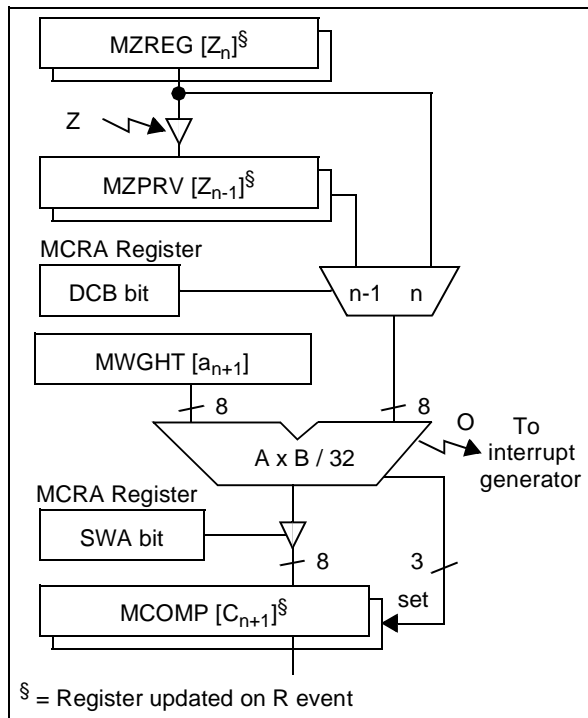 MZREG [Zn]§
Z
MZPRV [Zn-1]§
MCRA Register
DCB bit
n-1 n
MWGHT [an+1]
8
8
O
To
interrupt
generator
A x B / 32
MCRA Register
SWA bit
8
3
set
MCOMP [Cn+1]§
§ = Register updated on R event